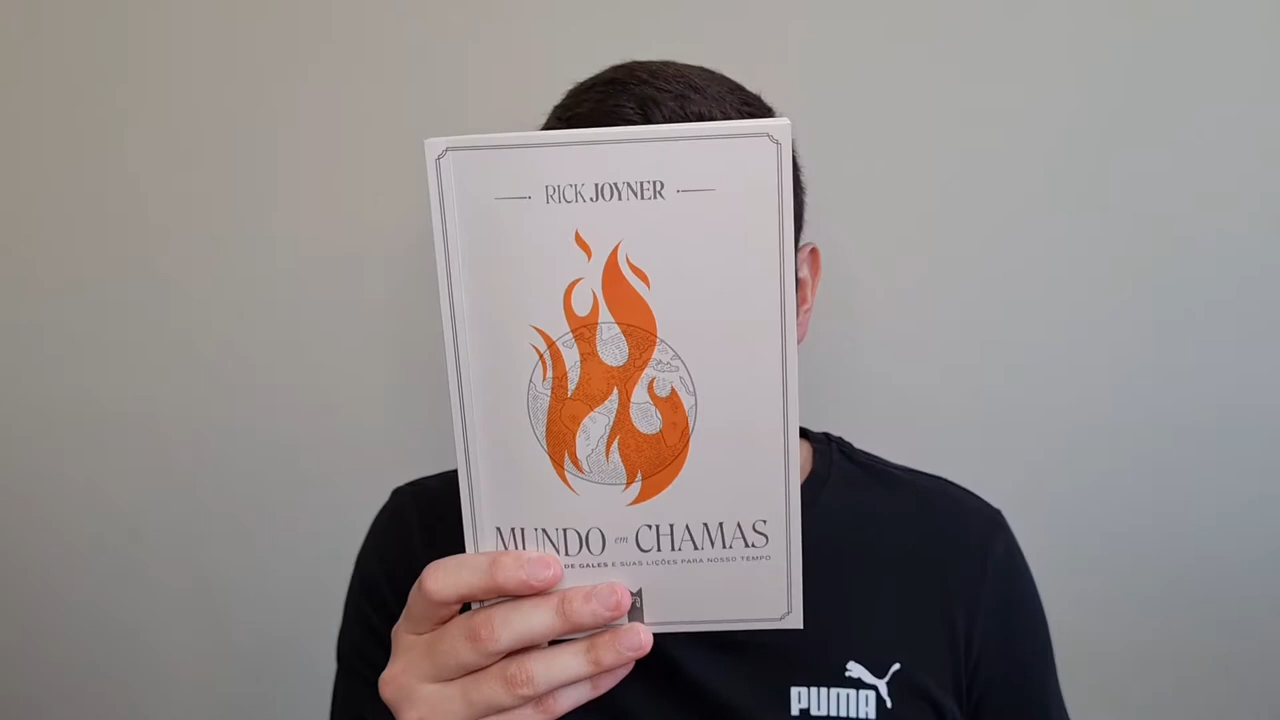 RICK JOYNER
MUNDO em CHAMAS
DE GALES E SUAS LIÇÕES PARA NOSSO TEMPO
PUMA